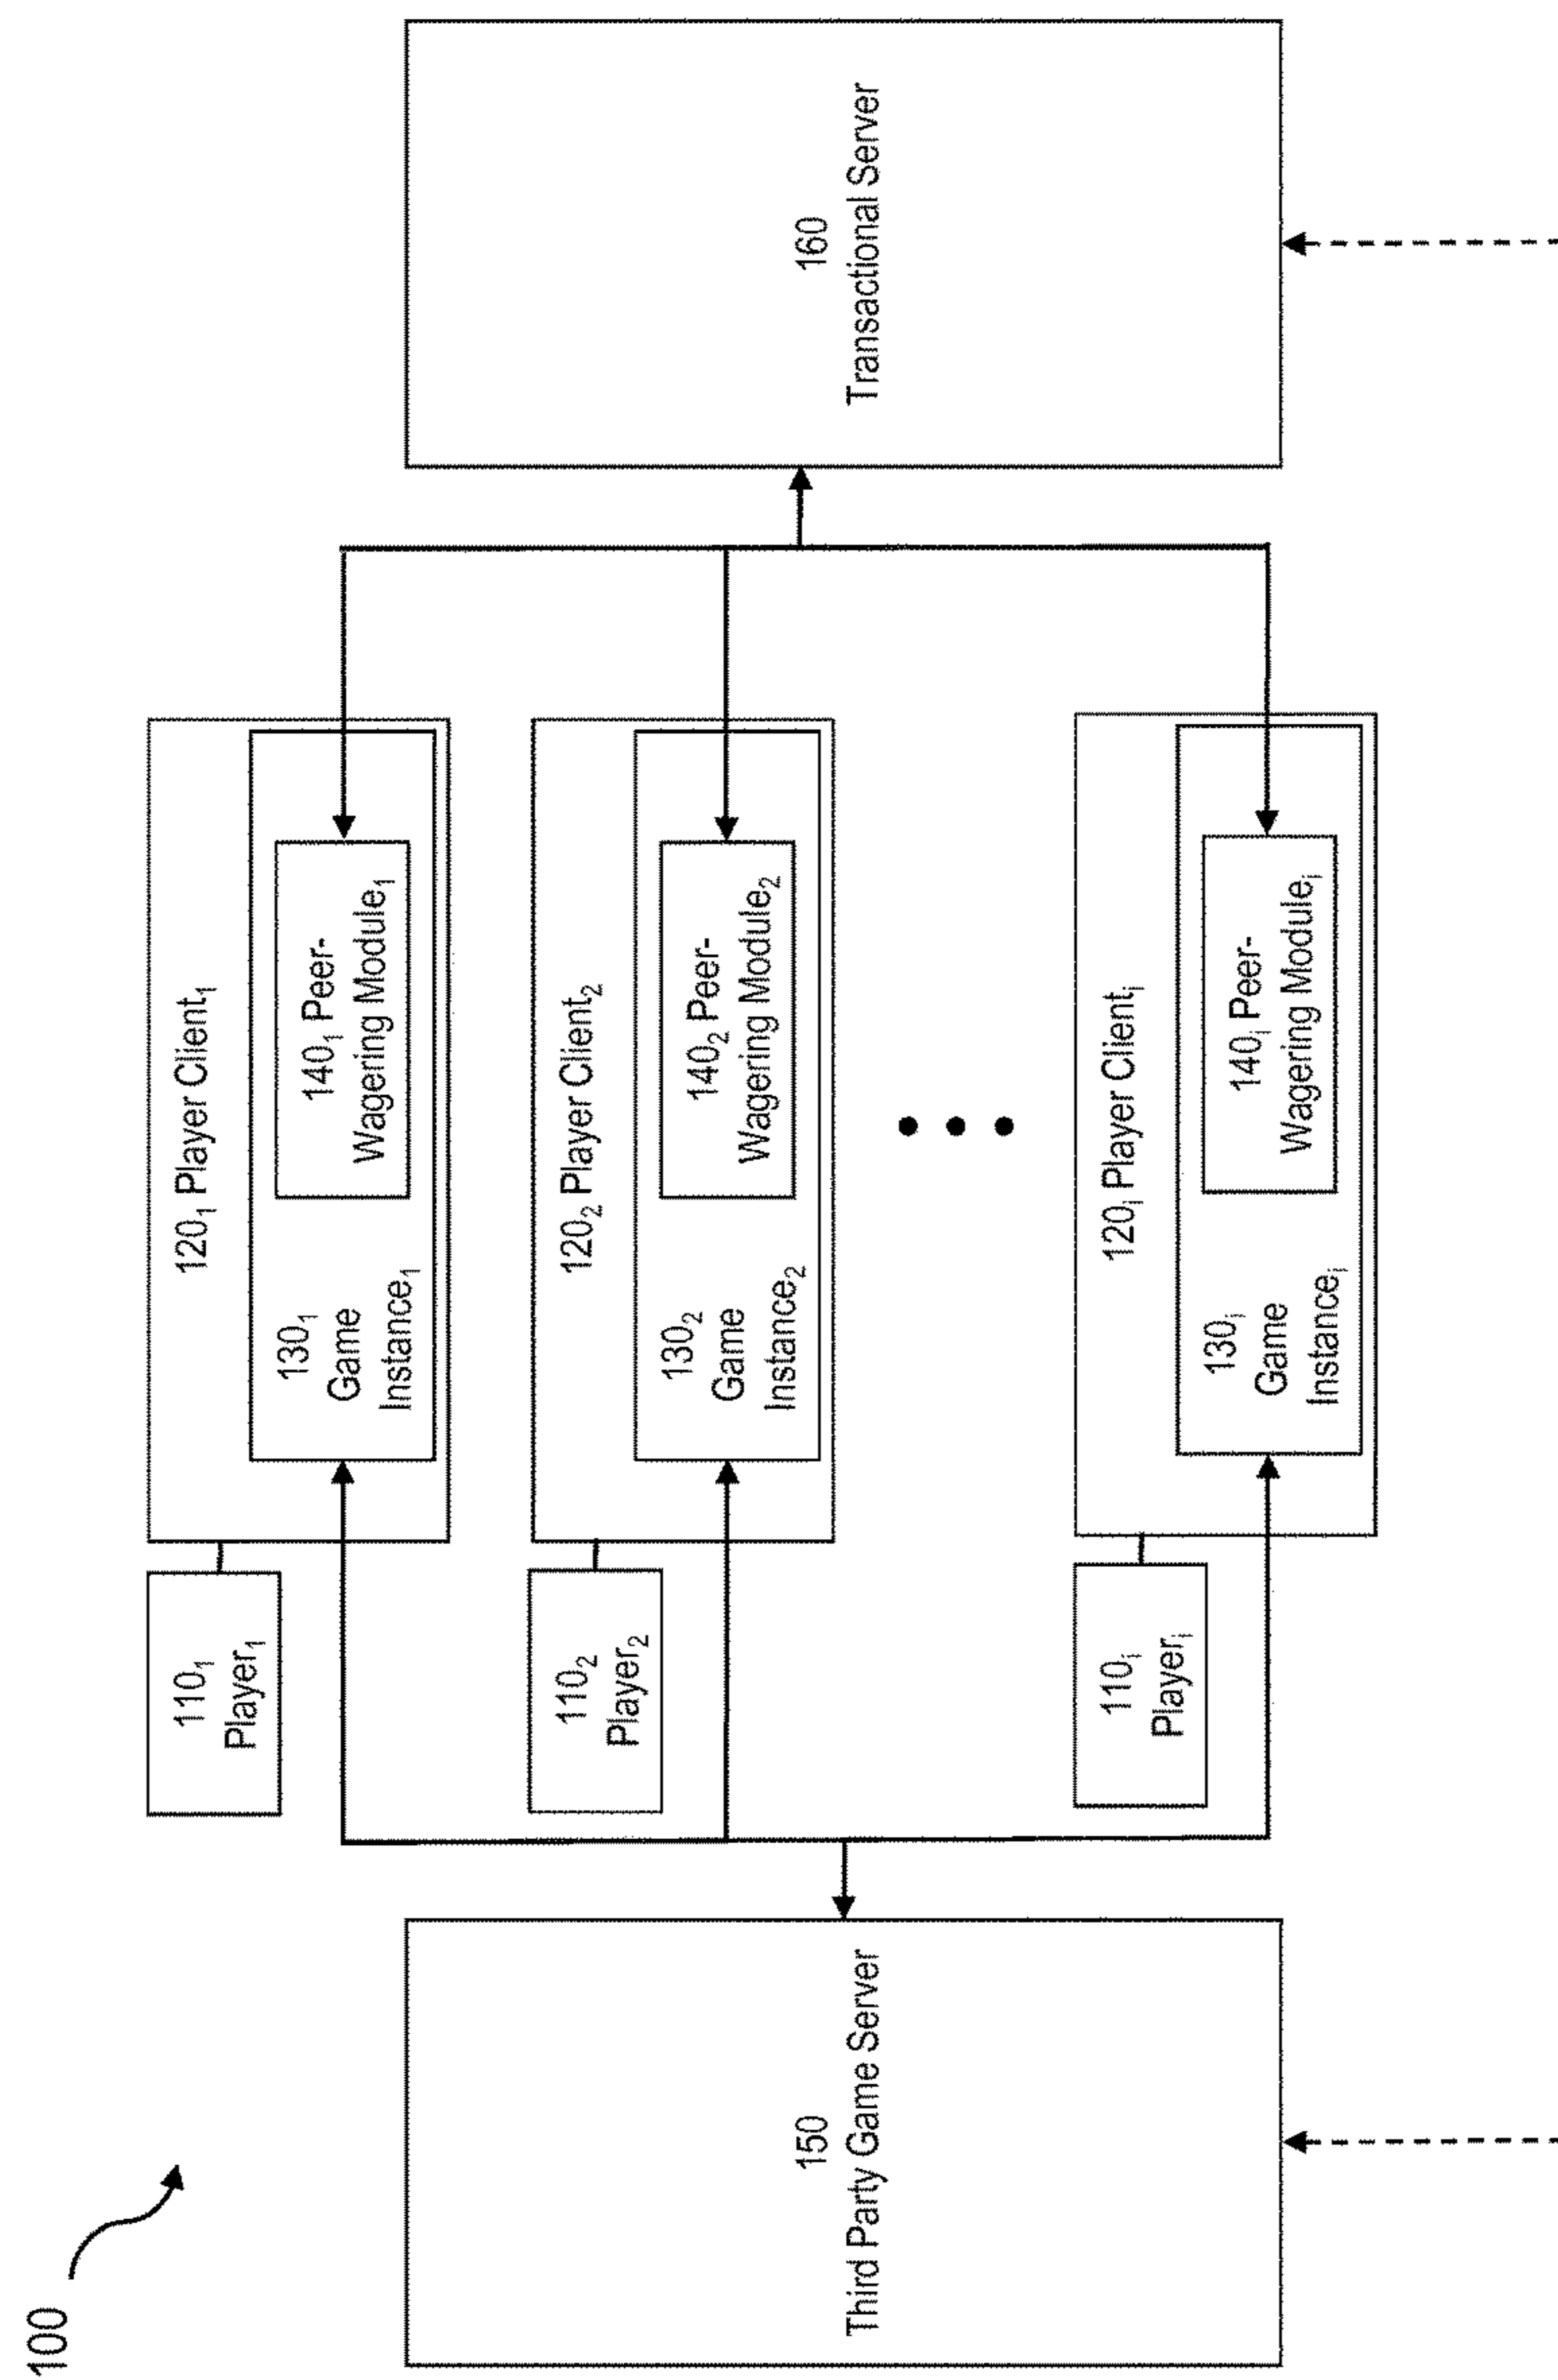 100
110₁
Player₁
120₁ Player Client₁
130₁
Game
Instance₁
140₁ Peer-
Wagering Module₁
110₂
Player₂
120₂ Player Client₂
130₂
Game
Instance₂
140₂ Peer-
Wagering Module₂
110ᵢ
Playerᵢ
120ᵢ Player Clientᵢ
130ᵢ
Game
Instanceᵢ
140ᵢ Peer-
Wagering Moduleᵢ
150
Third Party Game Server
160
Transactional Server